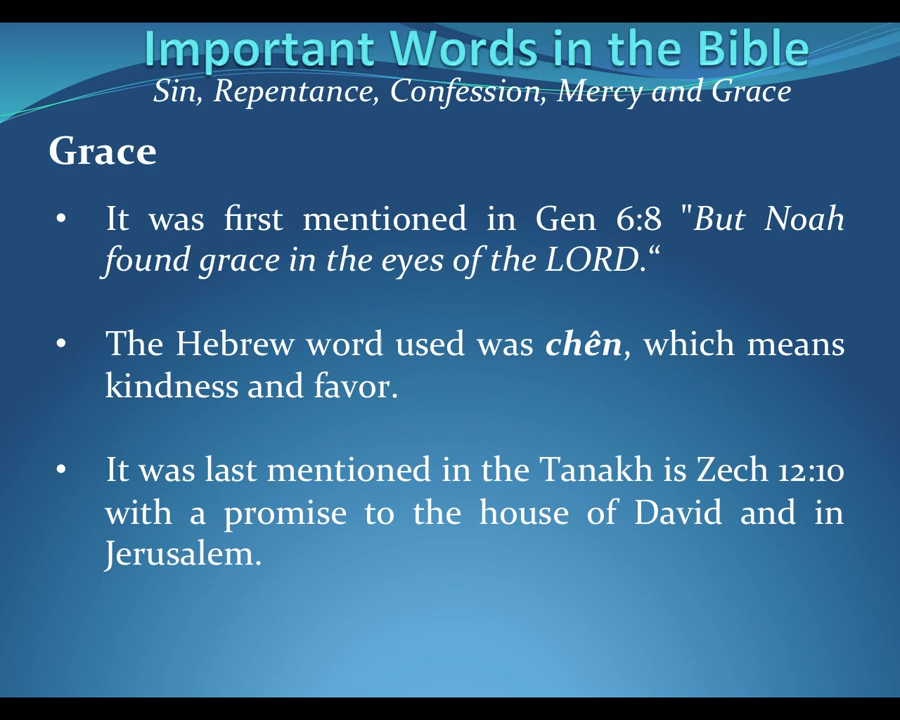 Important Words in the Bible
Sin, Repentance, Confession, Mercy and Grace
Grace
• It was first mentioned in Gen 6:8 "But Noah
found grace in the eyes of the LORD.“
• The Hebrew word used was chên, which means
kindness and favor.
• It was last mentioned in the Tanakh is Zech 12:10
with a promise to the house of David and in
Jerusalem.